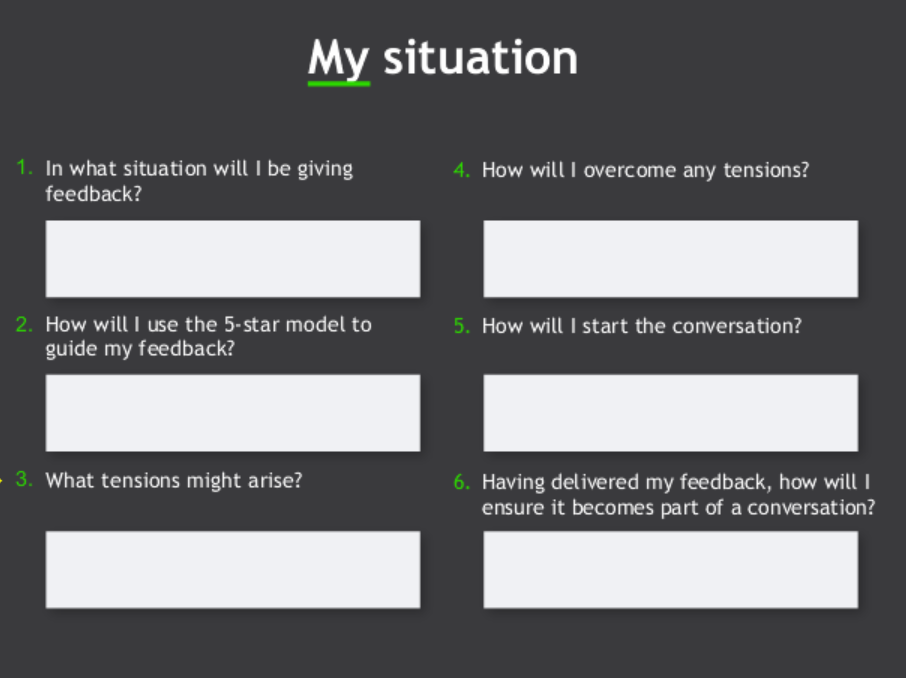 My situation
1. In what situation will I be giving
feedback?
2. How will I use the 5-star model to
guide my feedback?
3. What tensions might arise?
4. How will I overcome any tensions?
5. How will I start the conversation?
6. Having delivered my feedback, how will I
ensure it becomes part of a conversation?